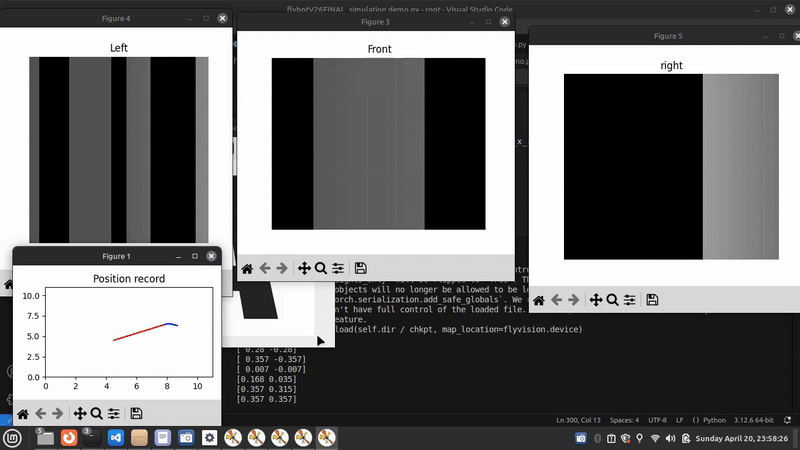 flybotV26FINAL_simulation demo.py - root - Visual Studio Code
Figure 4
Figure 3
Figure 5
Left
Front
right
_x_
Figure 1
Position record
10.0
7.5
5.0
2.5
0.0
0
2
4
6
8
10
objects will no longer be allowed to be lo
orch.serialization.add_safe_globals`. We r
n't have full control of the loaded file.
eature.
load(self.dir / chkpt, map_location=flyvision.device)
[ 0.28 -0.28]
[ 0.357 -0.357]
[ 0.007 -0.007]
[0.168 0.035]
[0.357 0.315]
[0.357 0.357]
Ln 300, Col 13
Spaces: 4
UTF-8
LF
{ } Python
3.12.6 64-bit
5
3
Sunday April 20, 23:58:26